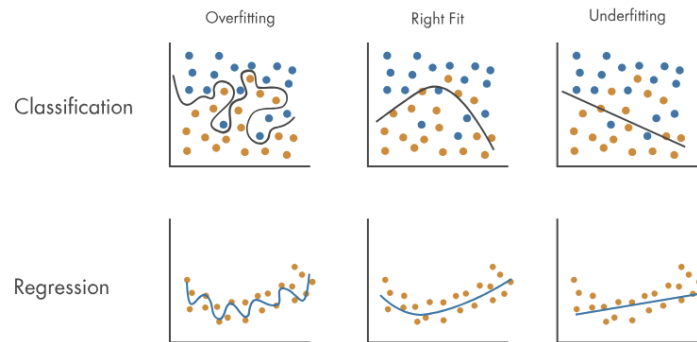 Overfitting
Right Fit
Underfitting
Classification
Regression